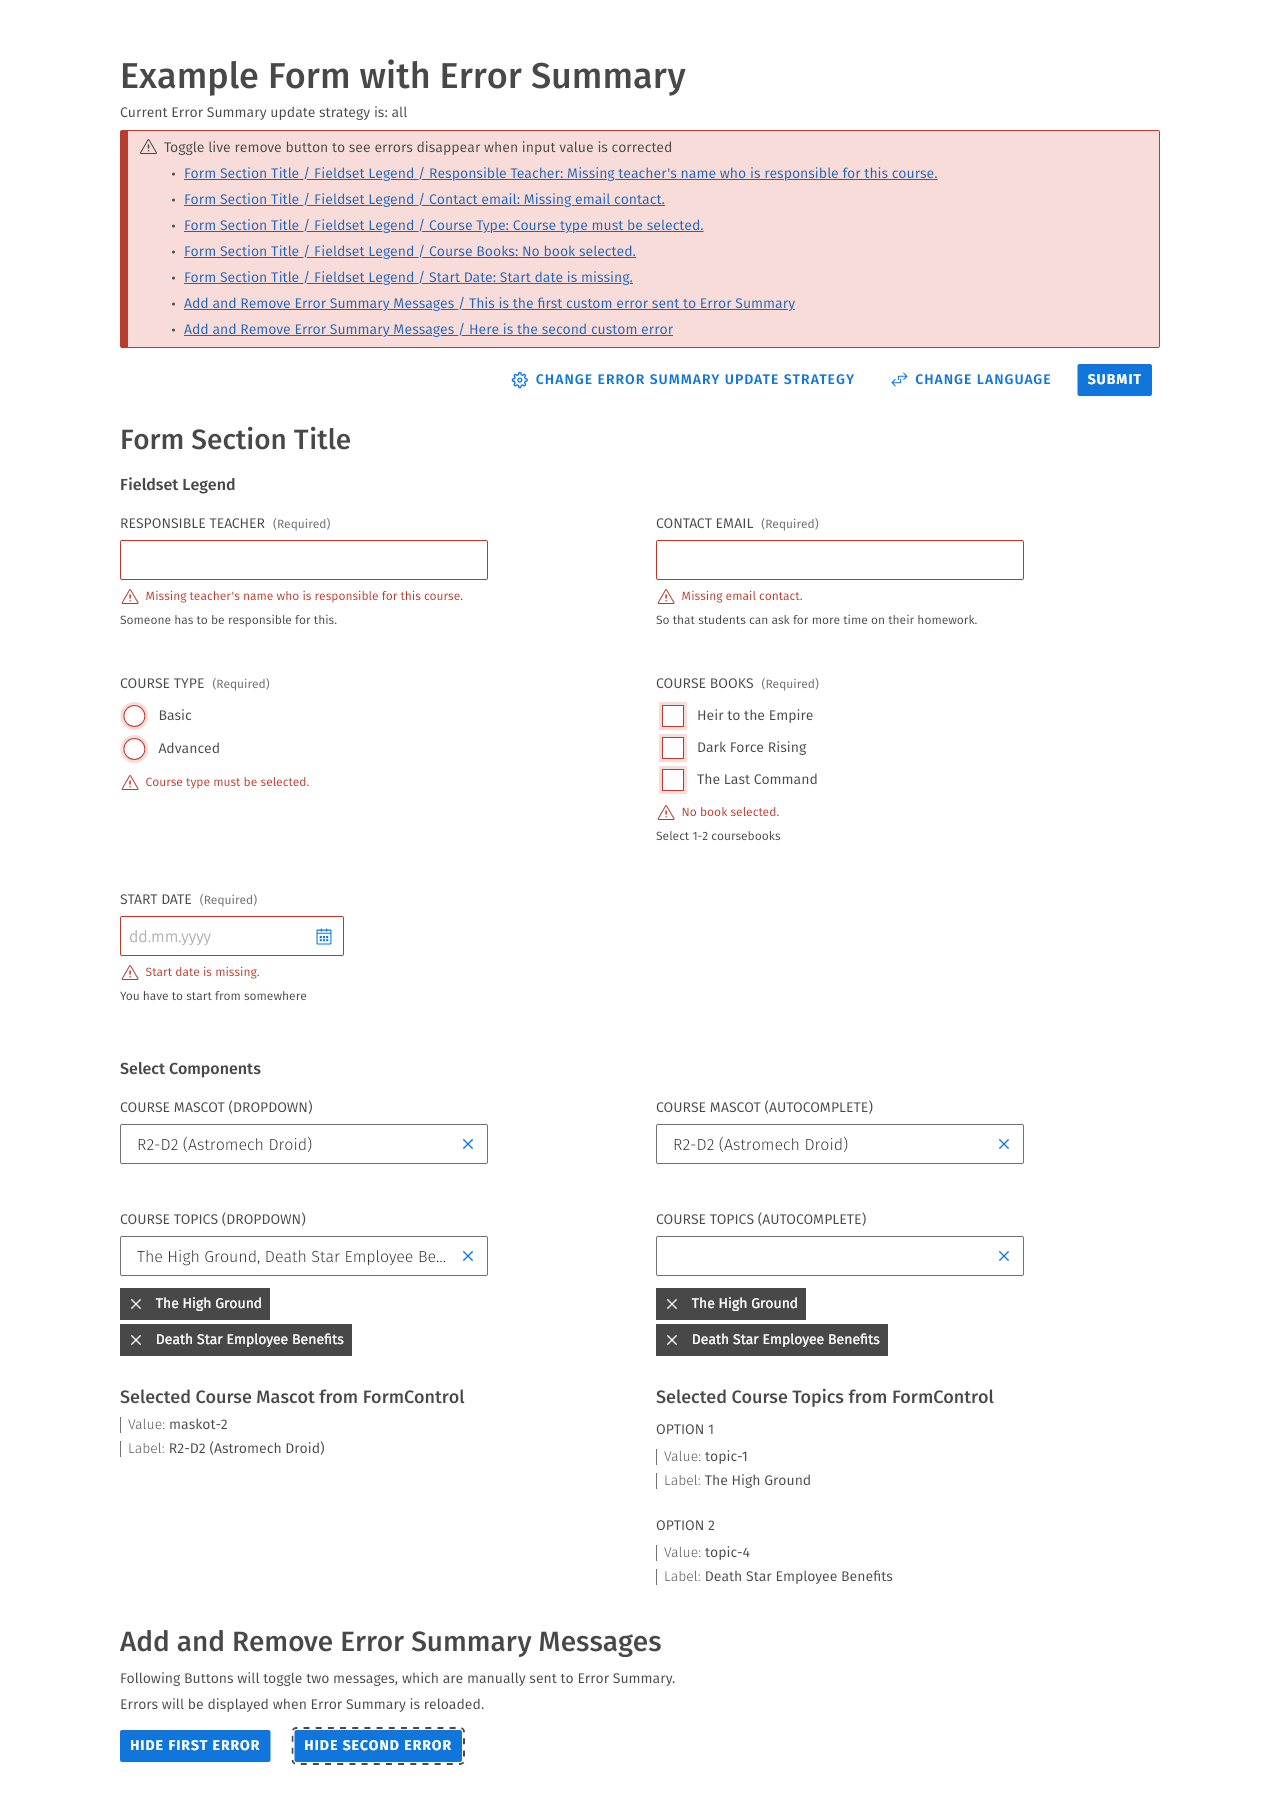 Example Form with Error Summary
Current Error Summary update strategy is: all
Toggle live remove button to see errors disappear when input value is corrected
• Form Section Title / Fieldset Legend / Responsible Teacher: Missing teacher's name who is responsible for this course.
• Form Section Title / Fieldset Legend / Contact email: Missing email contact.
• Form Section Title / Fieldset Legend / Course Type: Course type must be selected.
• Form Section Title / Fieldset Legend / Course Books: No book selected.
• Form Section Title / Fieldset Legend / Start Date: Start date is missing.
• Add and Remove Error Summary Messages / This is the first custom error sent to Error Summary
• Add and Remove Error Summary Messages / Here is the second custom error
CHANGE ERROR SUMMARY UPDATE STRATEGY CHANGE LANGUAGE SUBMIT
Form Section Title
Fieldset Legend
RESPONSIBLE TEACHER (Required)
Missing teacher's name who is responsible for this course.
Someone has to be responsible for this.
CONTACT EMAIL (Required)
Missing email contact.
So that students can ask for more time on their homework.
COURSE TYPE (Required)
Basic
Advanced
Course type must be selected.
COURSE BOOKS (Required)
Heir to the Empire
Dark Force Rising
The Last Command
No book selected.
Select 1-2 coursebooks
START DATE (Required)
dd.mm.yyyy
Start date is missing.
You have to start from somewhere
Select Components
COURSE MASCOT (DROPDOWN)
R2-D2 (Astromech Droid)
COURSE MASCOT (AUTOCOMPLETE)
R2-D2 (Astromech Droid)
COURSE TOPICS (DROPDOWN)
The High Ground, Death Star Employee Be...
The High Ground
Death Star Employee Benefits
COURSE TOPICS (AUTOCOMPLETE)
The High Ground
Death Star Employee Benefits
Selected Course Mascot from FormControl
Value: maskot-2
Label: R2-D2 (Astromech Droid)
Selected Course Topics from FormControl
OPTION 1
Value: topic-1
Label: The High Ground
OPTION 2
Value: topic-4
Label: Death Star Employee Benefits
Add and Remove Error Summary Messages
Following Buttons will toggle two messages, which are manually sent to Error Summary.
Errors will be displayed when Error Summary is reloaded.
HIDE FIRST ERROR HIDE SECOND ERROR